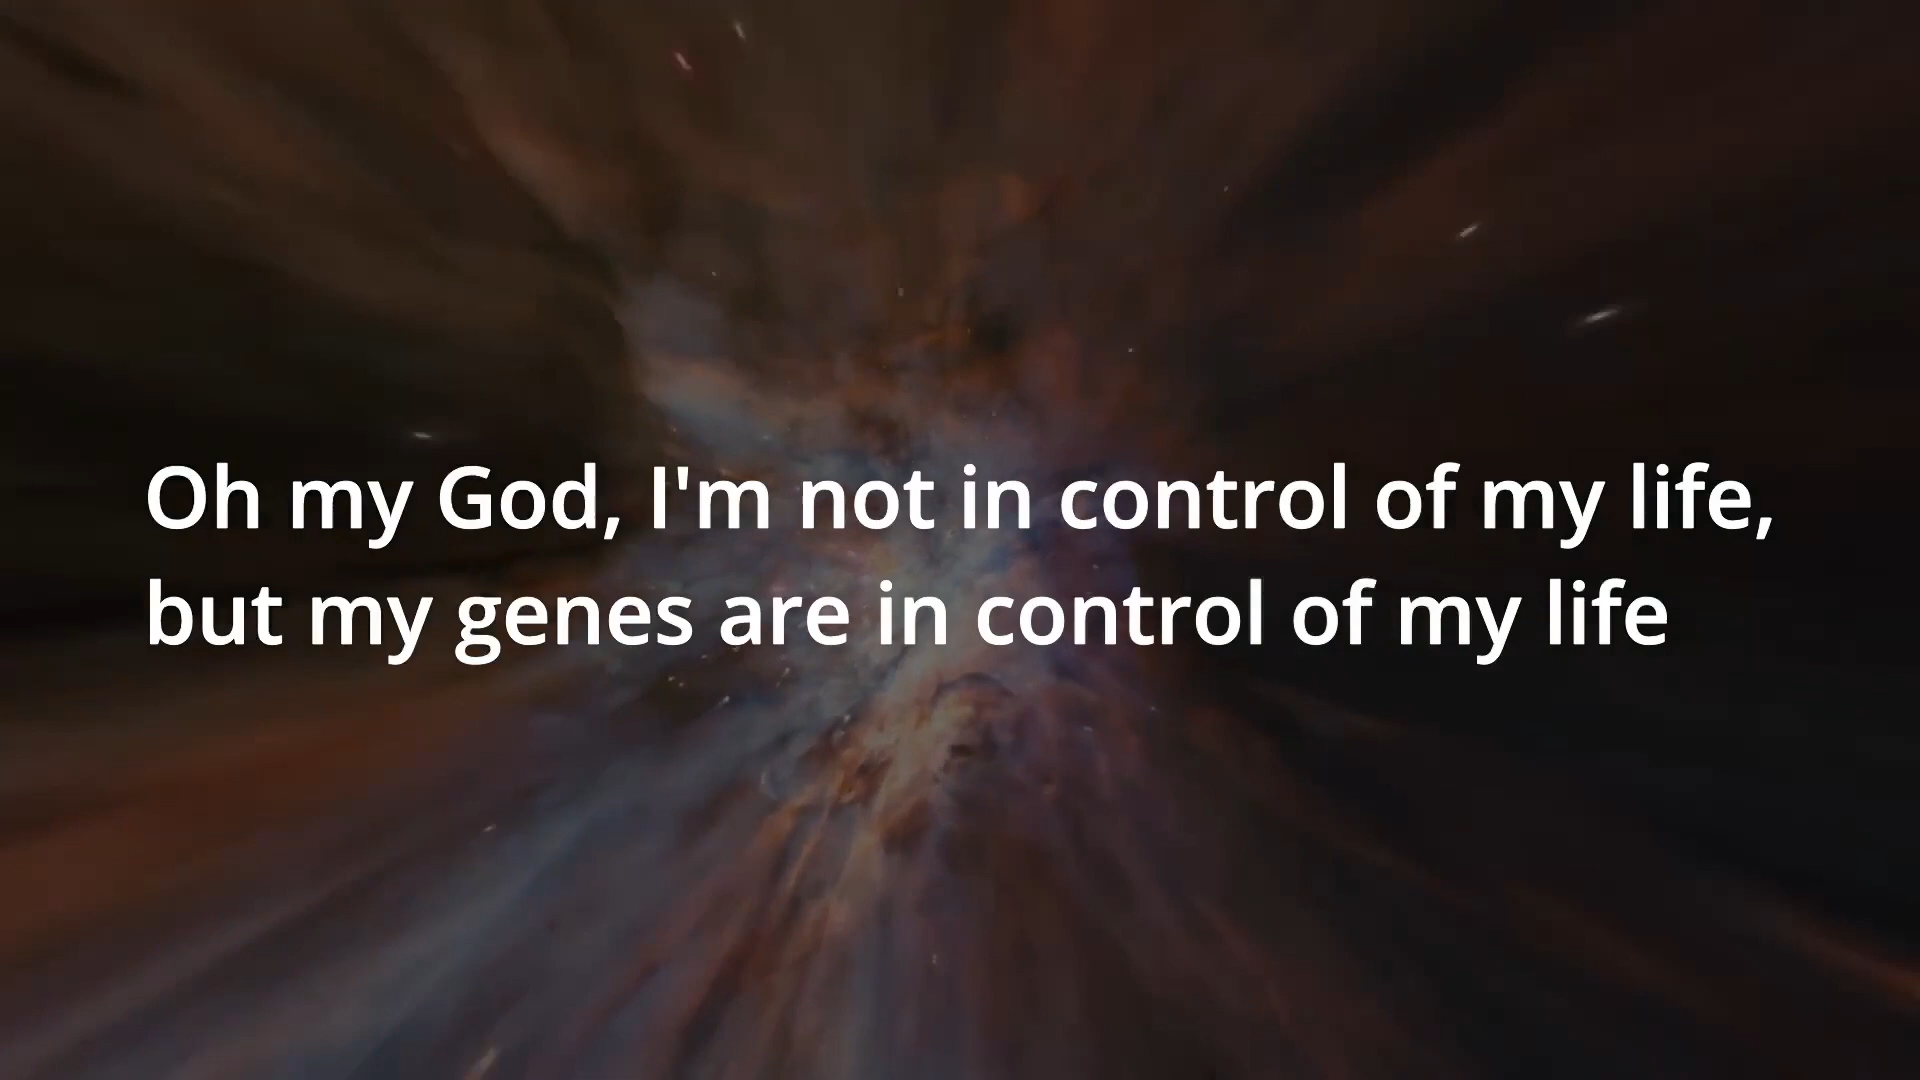 Oh my God, I'm not in control of my life,
but my genes are in control of my life